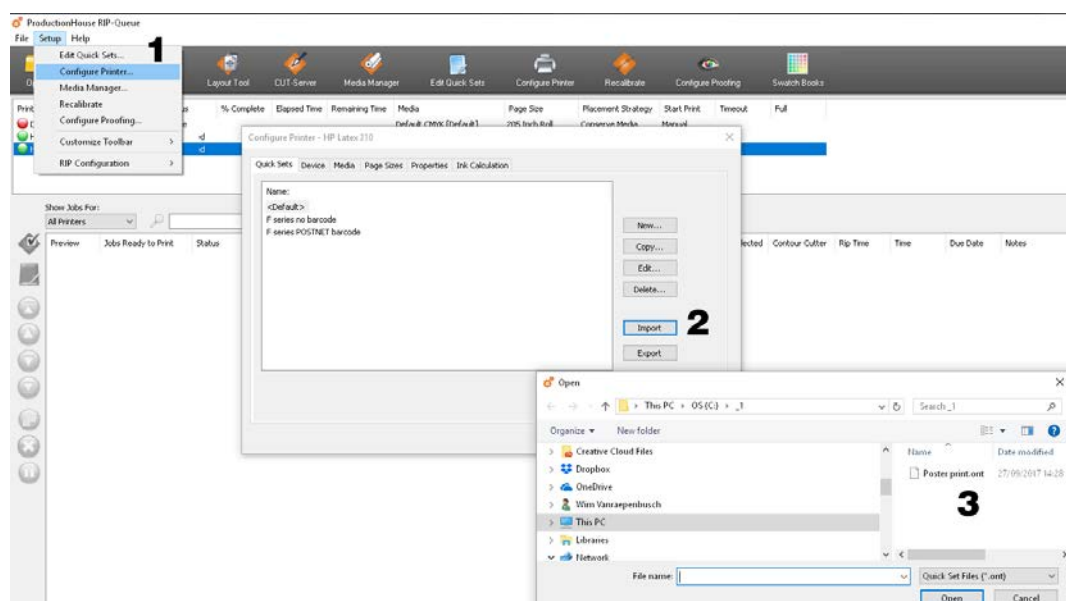 ProductionHouse RIP-Queue
File Setup Help
1
Edit Quick Sets...
Configure Printer...
Media Manager...
Recalibrate
Configure Proofing...
Customize Toolbar >
RIP Configuration >
Layout Tool CUT-Server Media Manager Edit Quick Sets Configure Printer Recalibrate Configure Proofing Swatch Books
% Complete Elapsed Time Remaining Time Media Page Size Placement Strategy Start Print Timeout Full
Default CMYK [Default] Conserve Media Manual
Configure Printer - HP Latex 210
Quick Sets Device Media Page Sizes Properties Ink Calculation
Name:
<Default>
F series no barcode
F series POSTNET barcode
New...
Copy...
Edit...
Delete...
Import
2
Export
Show Jobs For:
All Printers
Preview Jobs Ready to Print Status Contour Cutter Rip Time Time Due Date Notes
Open
This PC > OS (C:) > _1
Search _1
Organize New folder
Creative Cloud Files
Dropbox
OneDrive
Wim Vanraepenbusch
This PC
Libraries
Network
Name Date modified
Poster print.ont 27/09/2017 14:28
3
File name:
Quick Set Files (*.ont)
Open Cancel